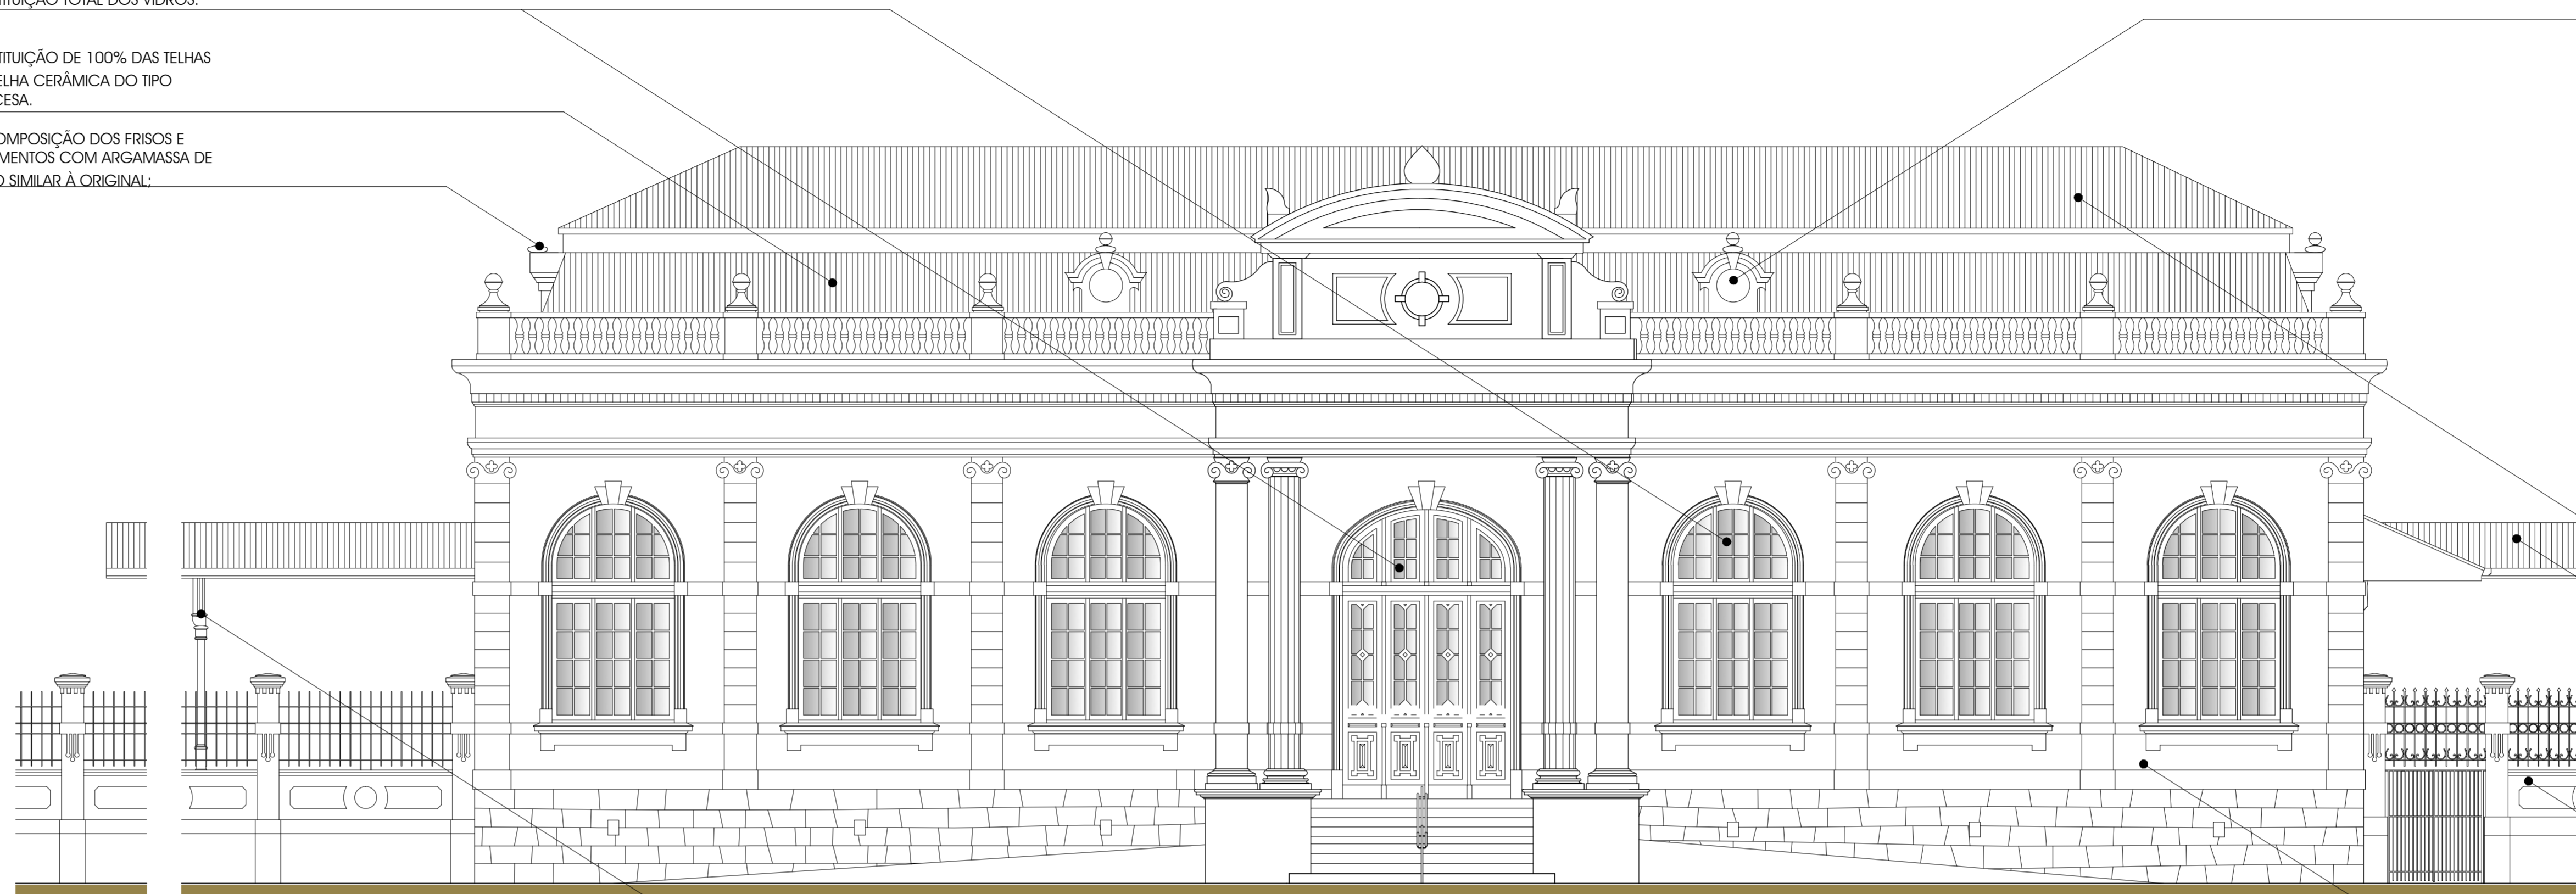 TITUIÇÃO TOTAL DOS VIDROS.
TITUIÇÃO DE 100% DAS TELHAS
ELHA CERÂMICA DO TIPO
CESA.
OMPOSIÇÃO DOS FRISOS E
MENTOS COM ARGAMASSA DE
O SIMILAR À ORIGINAL;